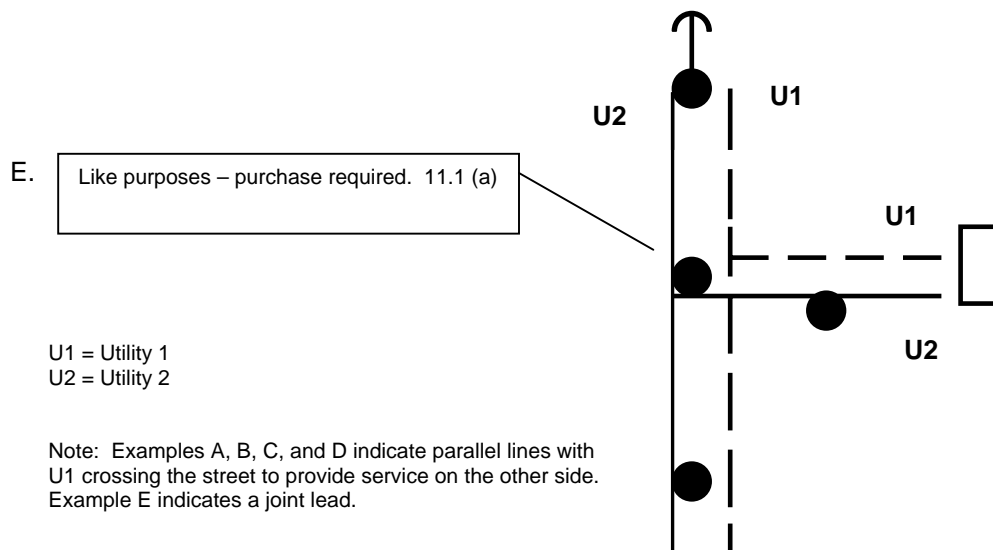 U1
U2
E.
Like purposes – purchase required. 11.1 (a)
U1
U2
U1 = Utility 1
U2 = Utility 2
Note: Examples A, B, C, and D indicate parallel lines with
U1 crossing the street to provide service on the other side.
Example E indicates a joint lead.